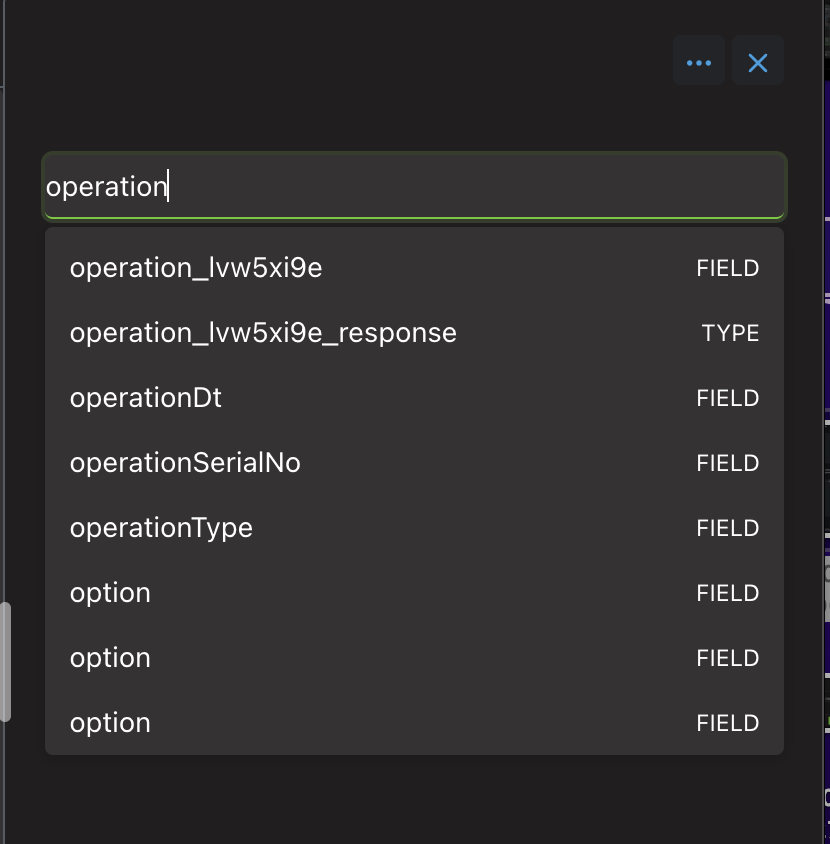 operation
operation_lvw5xi9e FIELD
operation_lvw5xi9e_response TYPE
operationDt FIELD
operationSerialNo FIELD
operationType FIELD
option FIELD
option FIELD
option FIELD